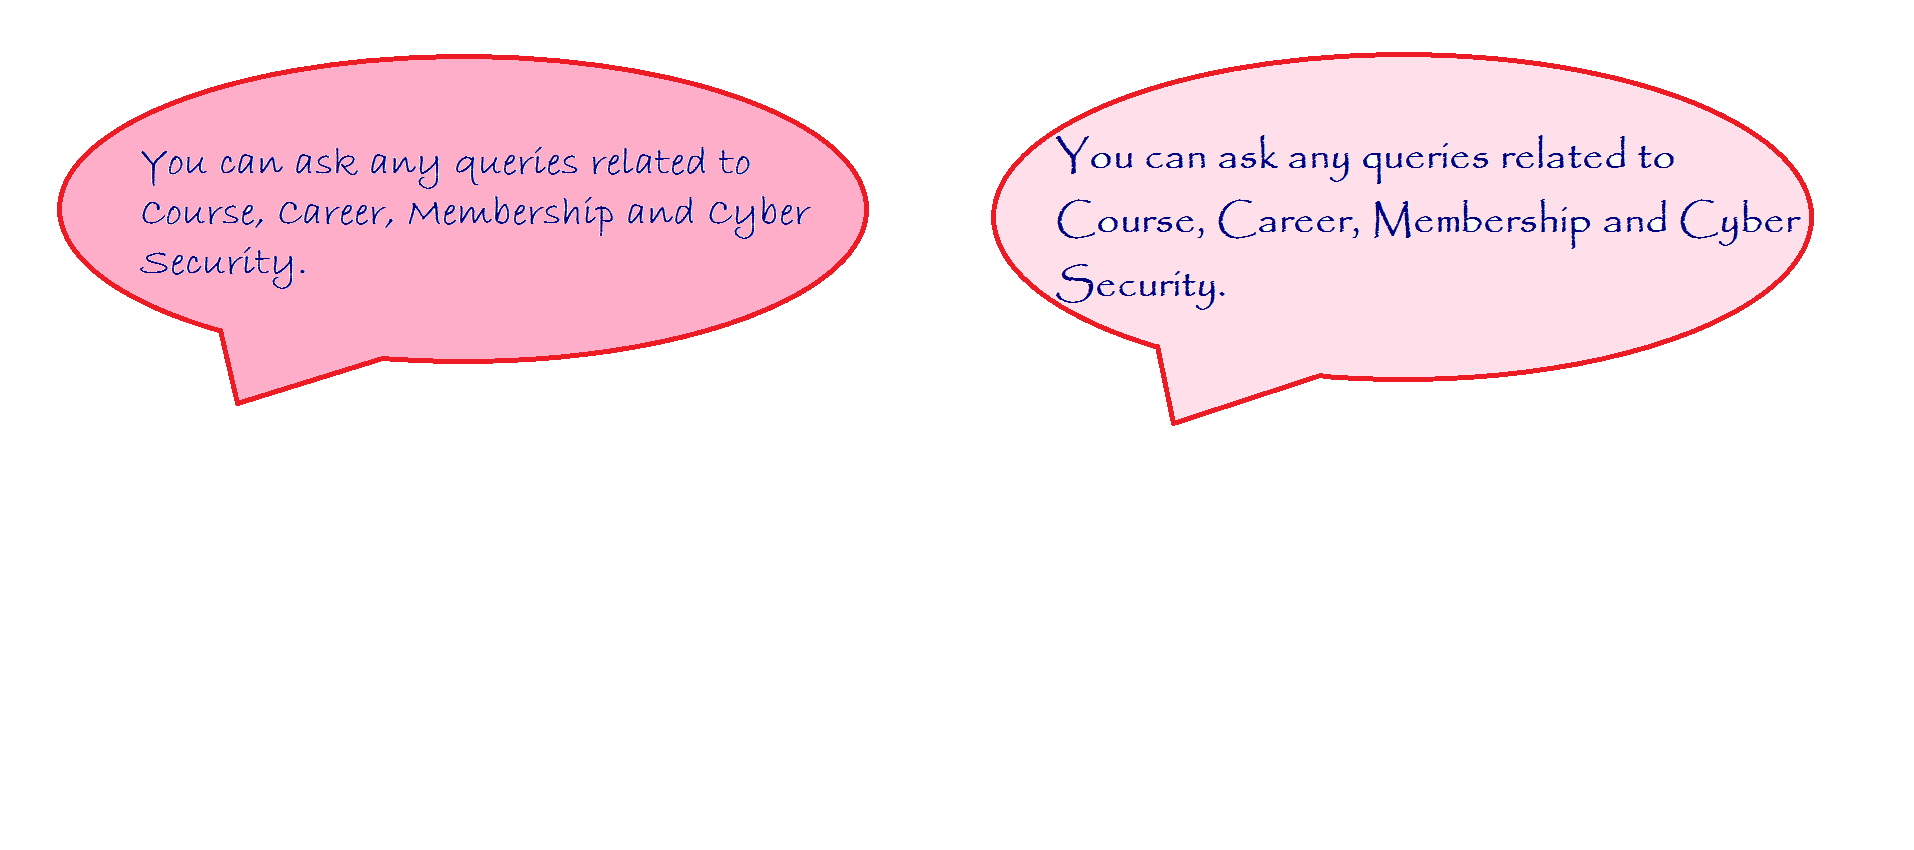 You can ask any queries related to
Course, Career, Membership and Cyber
Security.
You can ask any queries related to
Course, Career, Membership and Cyber
Security.